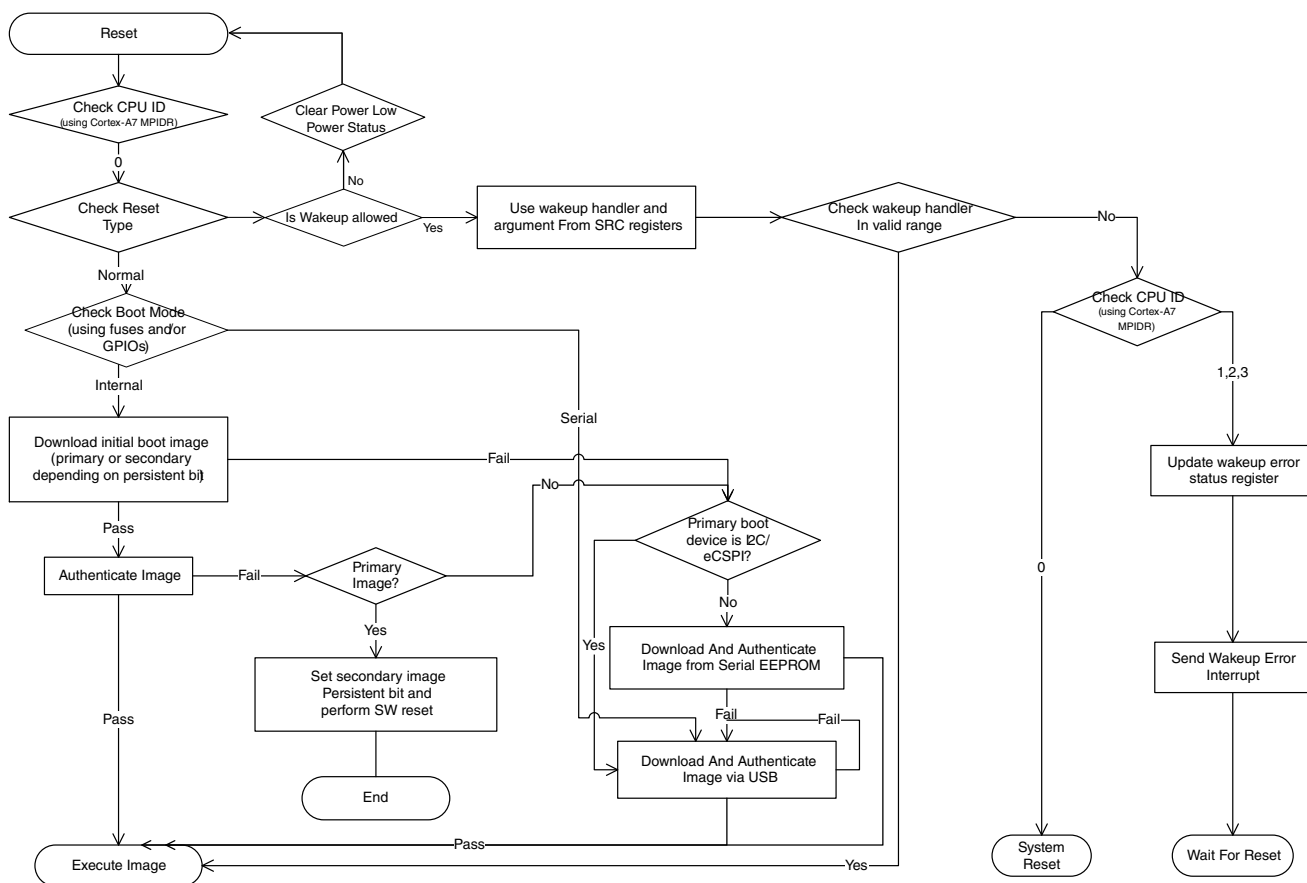 Reset
Check CPU ID
(using Cortex-A7 MPIDR)
0
Clear Power Low
Power Status
No
Check Reset
Type
Is Wakeup allowed
Yes
Use wakeup handler and
argument From SRC registers
Check wakeup handler
In valid range
No
Normal
Check Boot Mode
(using fuses and/or
GPIOs)
Check CPU ID
(using Cortex-A7
MPIDR)
Internal
Serial
1,2,3
Download initial boot image
(primary or secondary
depending on persistent bit)
Fail
No
Update wakeup error
status register
Pass
Primary boot
device is I2C/
eCSPI?
Authenticate Image
Fail
Primary
Image?
0
No
Yes
Yes
Download And Authenticate
Image from Serial EEPROM
Send Wakeup Error
Interrupt
Set secondary image
Persistent bit and
perform SW reset
Pass
Fail
Fail
Download And Authenticate
Image via USB
End
Pass
Execute Image
Yes
System
Reset
Wait For Reset